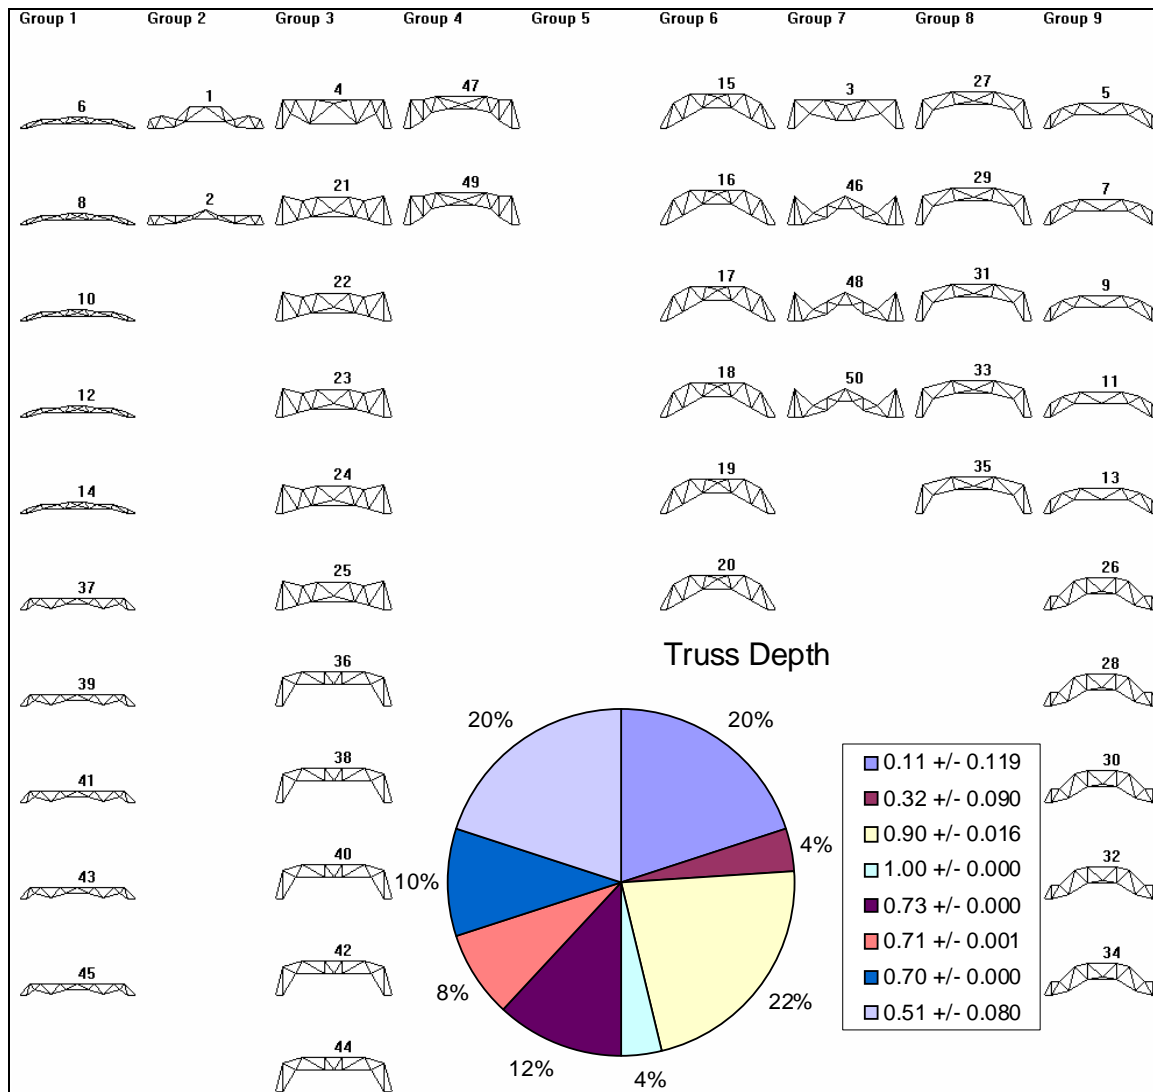 Group 1 Group 2 Group 3 Group 4 Group 5 Group 6 Group 7 Group 8 Group 9
6 1 4 47 15 3 27 5
8 2 21 49 16 46 29 7
10 22 17 48 31 9
12 23 18 50 33 11
14 24 19 35 13
37 25 20 26
39 36 28
41 38 30
43 40 32
45 42 34
44
Truss Depth
20%
4%
22%
4%
12%
8%
10%
20%
0.11 +/- 0.119
0.32 +/- 0.090
0.90 +/- 0.016
1.00 +/- 0.000
0.73 +/- 0.000
0.71 +/- 0.001
0.70 +/- 0.000
0.51 +/- 0.080